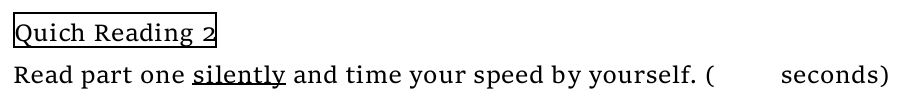 Quich Reading 2
Read part one silently and time your speed by yourself. (      seconds)